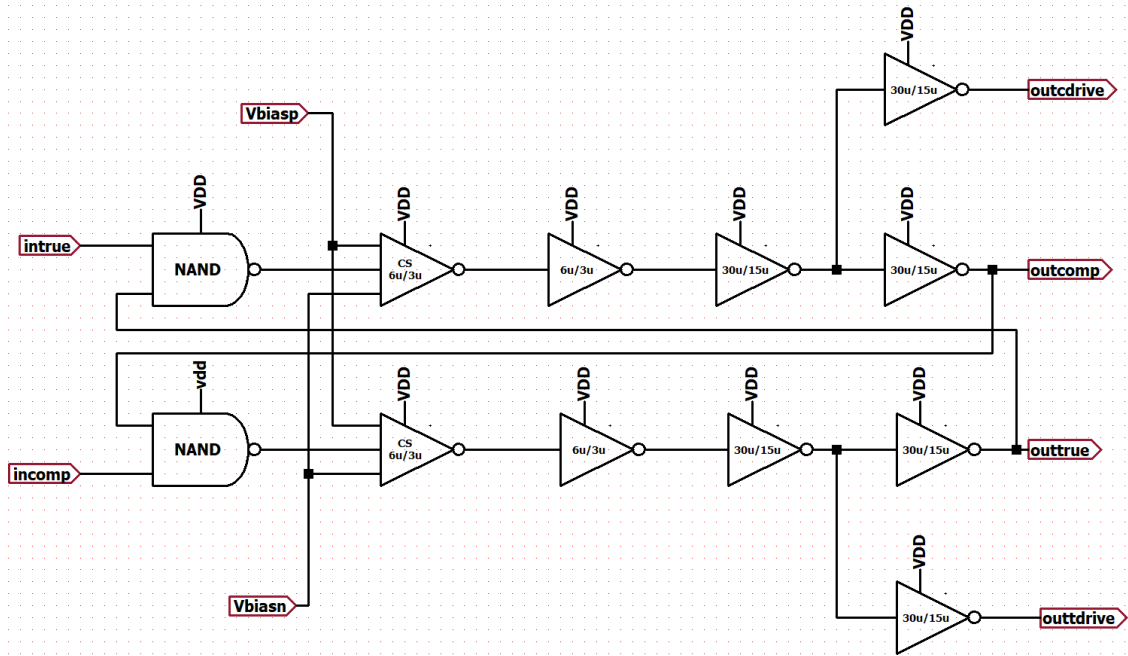 VDD
30u/15u
outcdrive
Vbiasp
VDD
VDD
VDD
VDD
VDD
intrue
NAND
CS
6u/3u
6u/3u
30u/15u
30u/15u
outcomp
vdd
VDD
VDD
VDD
VDD
NAND
CS
6u/3u
6u/3u
30u/15u
30u/15u
outtrue
incomp
VDD
Vbiasn
30u/15u
outtdrive